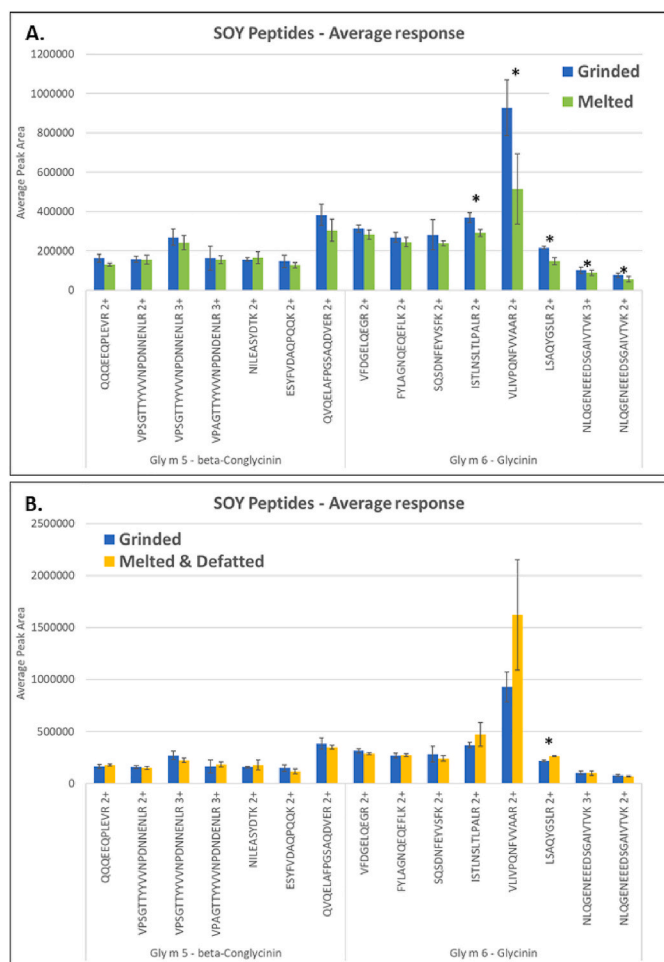 A.
SOY Peptides - Average response
Grinded
Melted
Average Peak Area
1200000
1000000
800000
600000
400000
200000
0
*
*
*
*
*
QQQEEQPLEVR 2+
VPSGTTYYVVNPDNNENLR 2+
VPSGTTYYVVNPDNNENLR 3+
VPAGTTYYVVNPDNDENLR 3+
NILEASYDTK 2+
ESYFVDAQPQQK 2+
QVQELAFPGSAQDVER 2+
VFDGELQEGR 2+
FYLAGNQEQEFLK 2+
SQSDNFEYVSFK 2+
ISTLNSLTLPALR 2+
VLIVPQNFVVAAR 2+
LSAQYGSLR 2+
NLQGENEEEDSGAIVTVK 3+
NLQGENEEEDSGAIVTVK 2+
Gly m 5 - beta-Conglycinin
Gly m 6 - Glycinin
B.
SOY Peptides - Average response
Grinded
Melted & Defatted
Average Peak Area
2500000
2000000
1500000
1000000
500000
0
*
QQQEEQPLEVR 2+
VPSGTTYYVVNPDNNENLR 2+
VPSGTTYYVVNPDNNENLR 3+
VPAGTTYYVVNPDNDENLR 3+
NILEASYDTK 2+
ESYFVDAQPQQK 2+
QVQELAFPGSAQDVER 2+
VFDGELQEGR 2+
FYLAGNQEQEFLK 2+
SQSDNFEYVSFK 2+
ISTLNSLTLPALR 2+
VLIVPQNFVVAAR 2+
LSAQYGSLR 2+
NLQGENEEEDSGAIVTVK 3+
NLQGENEEEDSGAIVTVK 2+
Gly m 5 - beta-Conglycinin
Gly m 6 - Glycinin